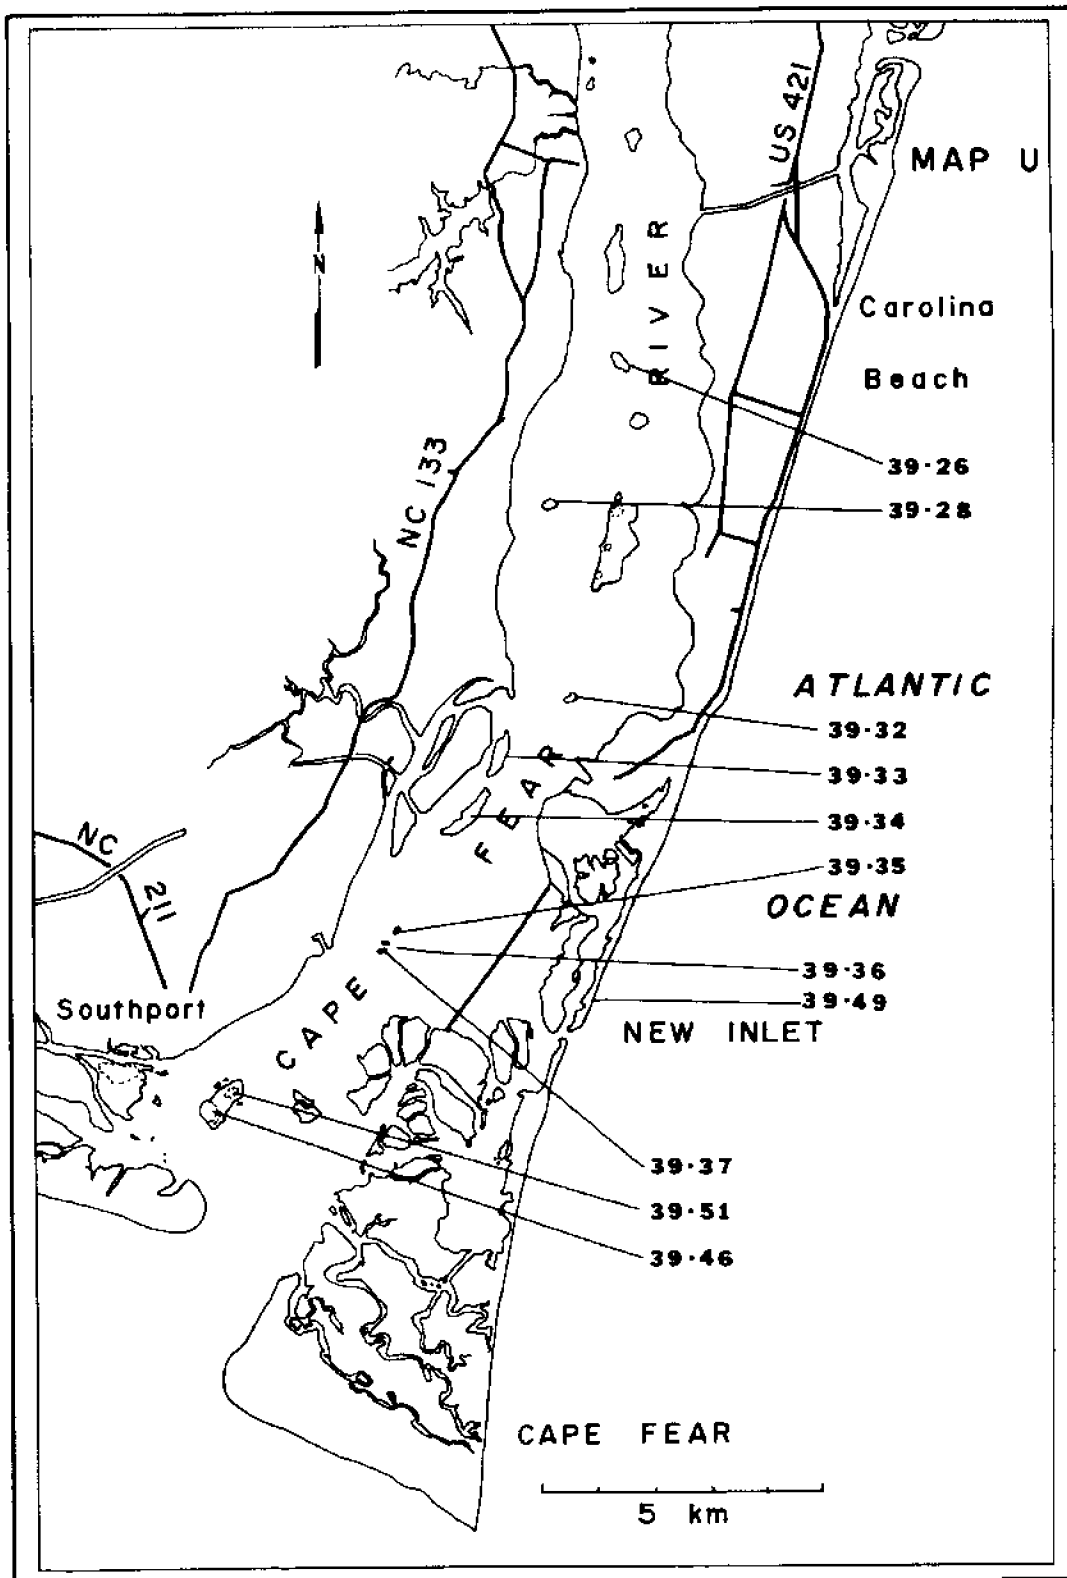 US 421
MAP U
N
RIVER
Carolina
Beach
NC 133
39·26
39·28
ATLANTIC
39·32
39·33
FEAR
39·34
NC
211
39·35
OCEAN
39·36
39·49
Southport
CAPE
NEW INLET
39·37
39·51
39·46
CAPE FEAR
5 km